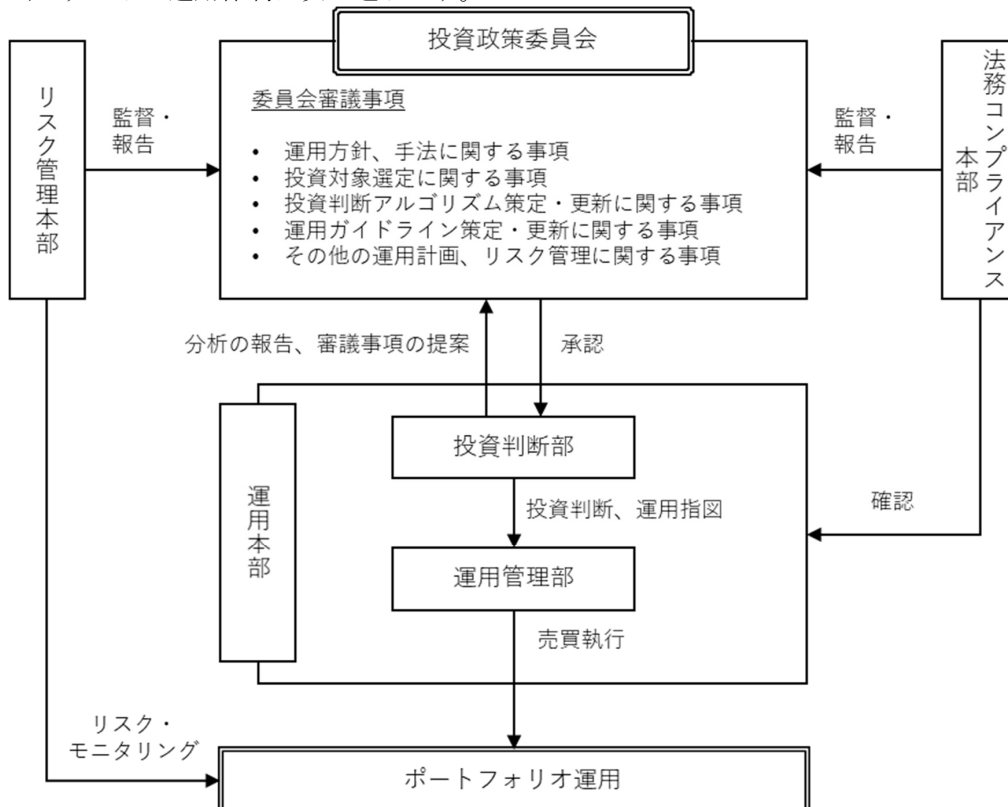 投資政策委員会
リスク管理本部
監督・
報告
委員会審議事項
• 運用方針、手法に関する事項
• 投資対象選定に関する事項
• 投資判断アルゴリズム策定・更新に関する事項
• 運用ガイドライン策定・更新に関する事項
• その他の運用計画、リスク管理に関する事項
監督・
報告
法務コンプライアンス
本部
分析の報告、審議事項の提案
承認
運用本部
投資判断部
投資判断、運用指図
運用管理部
売買執行
確認
リスク・
モニタリング
ポートフォリオ運用